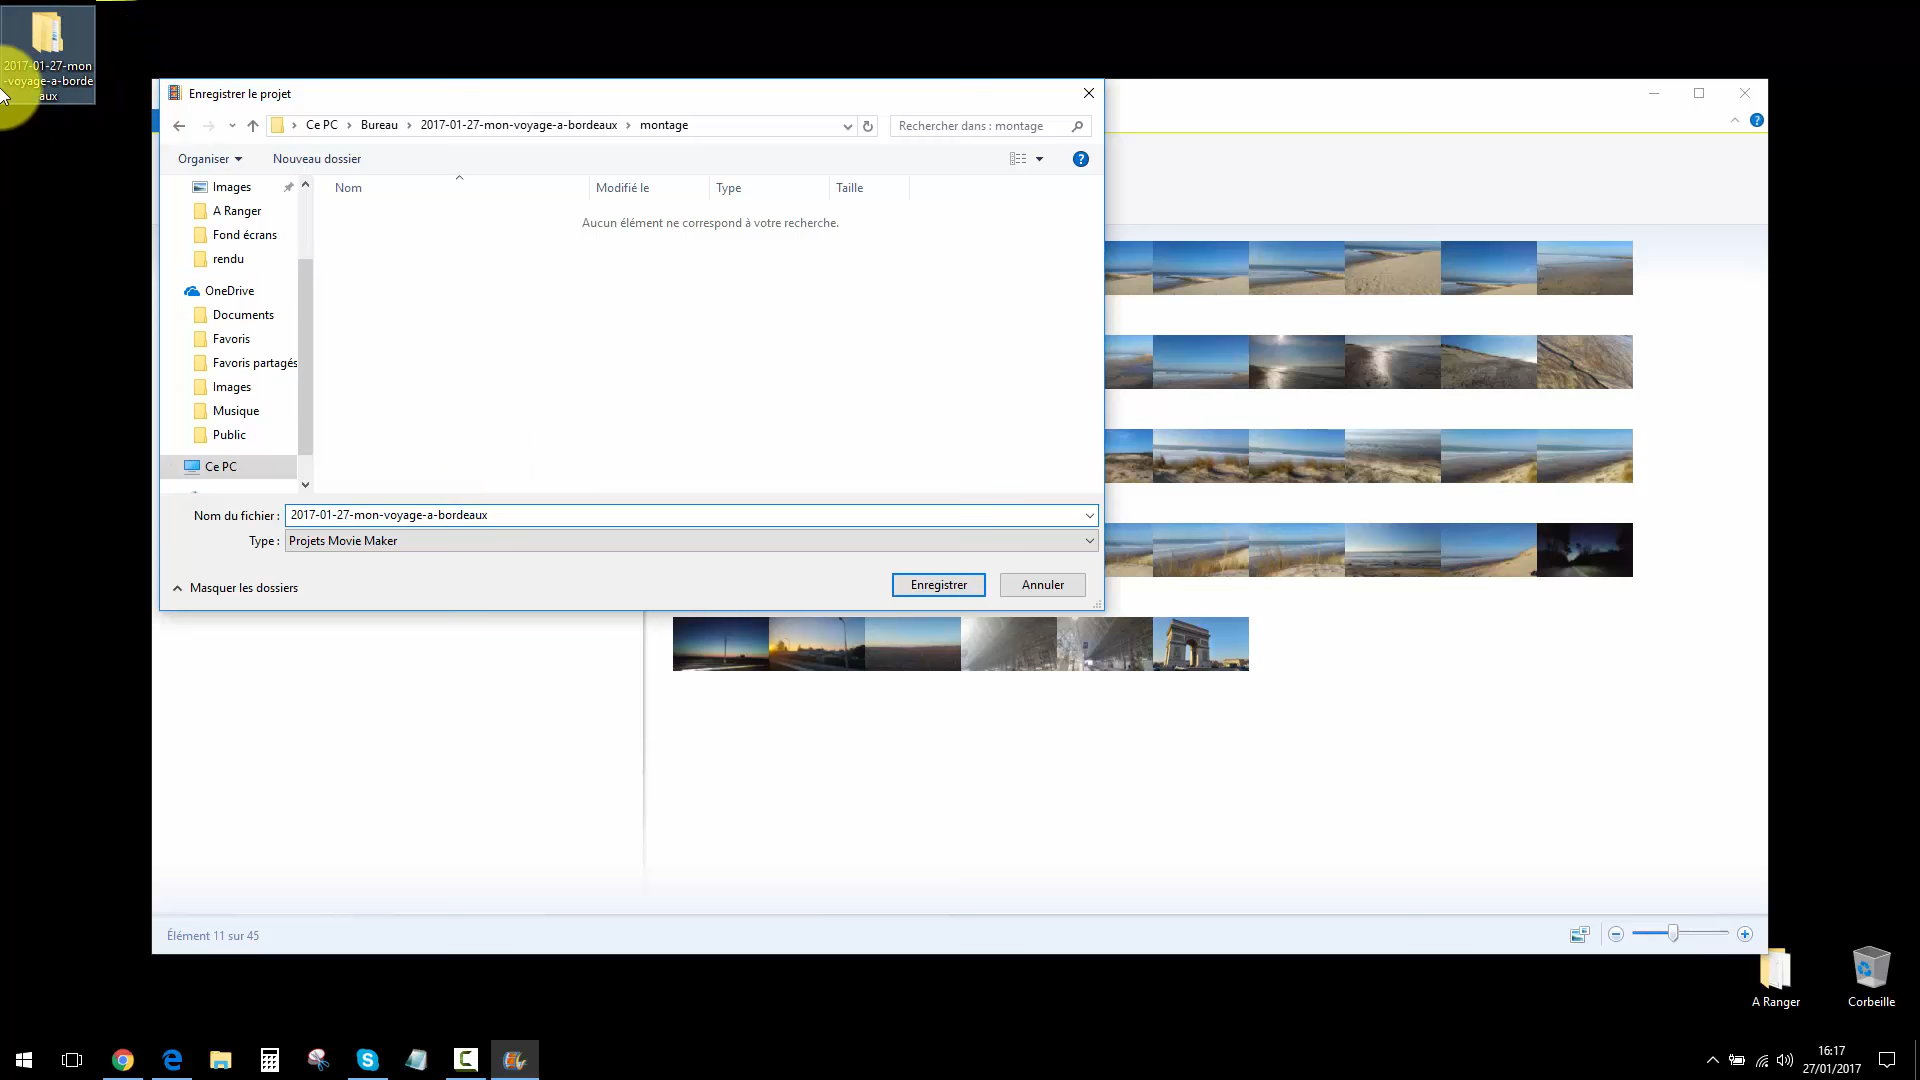 2017-01-27-mon
-voyage-a-borde
aux
Enregistrer le projet
Ce PC
Bureau
2017-01-27-mon-voyage-a-bordeaux
montage
Rechercher dans : montage
Organiser
Nouveau dossier
Nom
Modifié le
Type
Taille
Aucun élément ne correspond à votre recherche.
Images
A Ranger
Fond écrans
rendu
OneDrive
Documents
Favoris
Favoris partagés
Images
Musique
Public
Ce PC
Nom du fichier : 2017-01-27-mon-voyage-a-bordeaux
Type : Projets Movie Maker
Masquer les dossiers
Enregistrer
Annuler
Élément 11 sur 45
A Ranger
Corbeille
16:17
27/01/2017